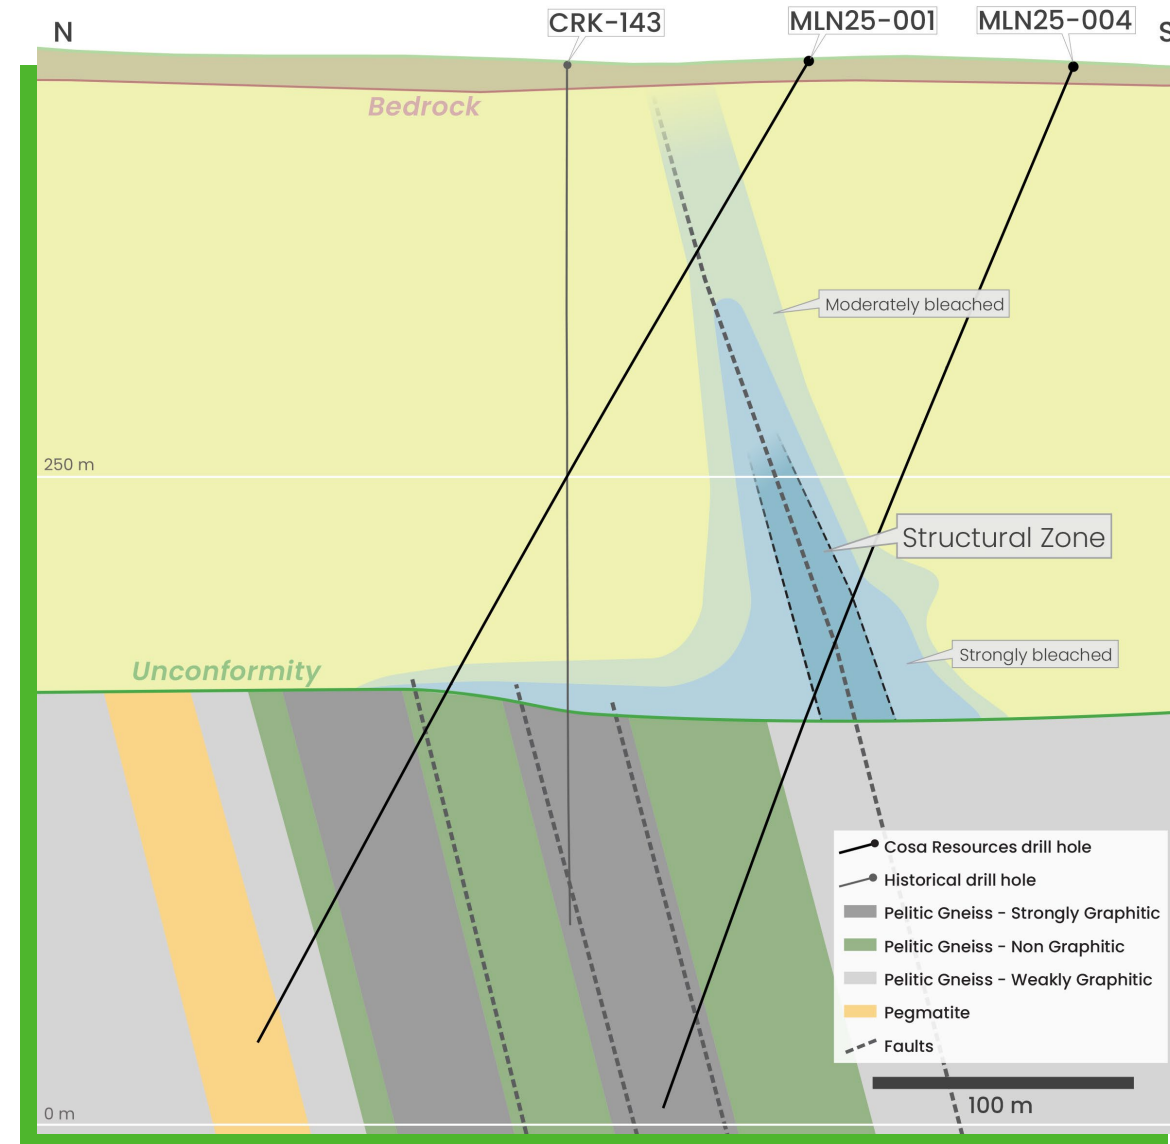 N
CRK-143
MLN25-001
MLN25-004
S
Bedrock
Moderately bleached
250 m
Structural Zone
Strongly bleached
Unconformity
Cosa Resources drill hole
Historical drill hole
Pelitic Gneiss - Strongly Graphitic
Pelitic Gneiss - Non Graphitic
Pelitic Gneiss - Weakly Graphitic
Pegmatite
Faults
100 m
0 m